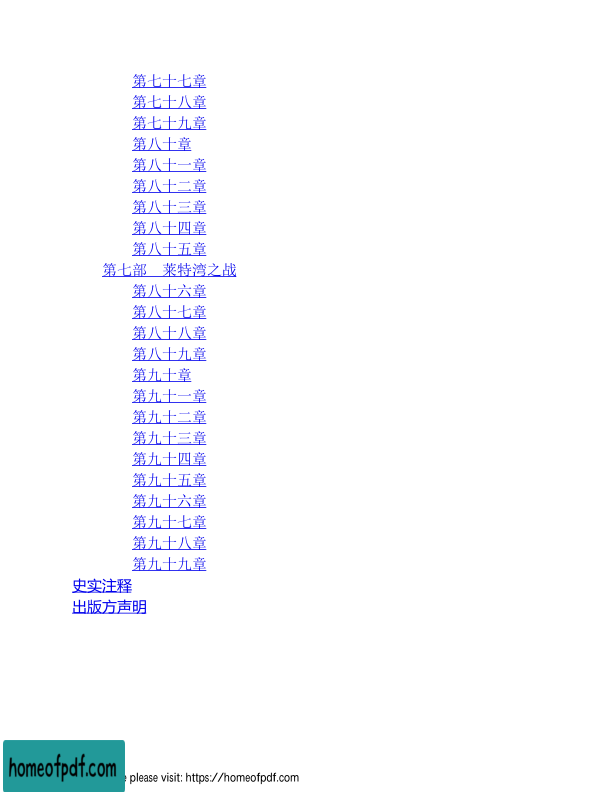 第七十七章
第七十八章
第七十九章
第八十章
第八十一章
第八十二章
第八十三章
第八十四章
第八十五章
第七部　莱特湾之战
第八十六章
第八十七章
第八十八章
第八十九章
第九十章
第九十一章
第九十二章
第九十三章
第九十四章
第九十五章
第九十六章
第九十七章
第九十八章
第九十九章
史实注释
出版方声明
homeofpdf.com
please visit: https://homeofpdf.com